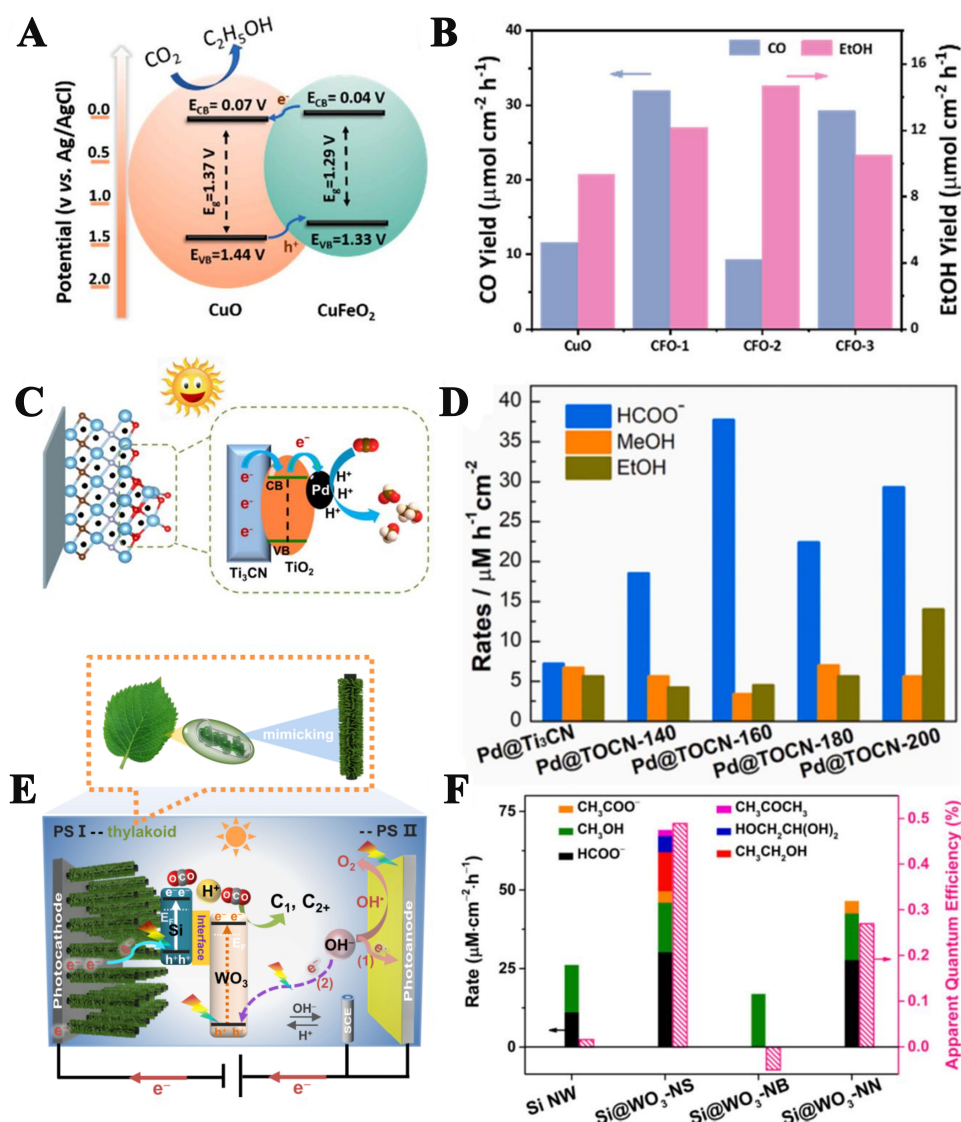 A
CO2
C2H5OH
Potential (v vs. Ag/AgCl)
0.0
0.5
1.0
1.5
2.0
ECB= 0.07 V
e-
ECB= 0.04 V
Eg=1.37 V
Eg=1.29 V
EVB=1.44 V
h+
EVB=1.33 V
CuO
CuFeO2
B
CO
EtOH
CO Yield (μmol cm-2 h-1)
40
30
20
10
0
EtOH Yield (μmol cm-2 h-1)
16
12
8
4
0
CuO
CFO-1
CFO-2
CFO-3
C
e-
e-
e-
e-
CB
VB
Pd
H+
H+
H+
Ti3CN
TiO2
D
HCOO-
MeOH
EtOH
Rates / μM h-1cm-2
40
35
30
25
20
15
10
5
0
Pd@Ti3CN
Pd@TOCN-140
Pd@TOCN-160
Pd@TOCN-180
Pd@TOCN-200
mimicking
E
PS I -- thylakoid
-- PS II
Photocathode
Photoanode
O C O
H+
O C O
C1, C2+
O2
OH•
OH-
e-
(1)
e-
(2)
e- e-
EF
Si
h+h+
Interface
e- e-
EF
WO3
h+ h+
e- e-
e-
OH-
H+
SCE
e-
e-
F
CH3COO-
CH3OH
HCOO-
CH3COCH3
HOCH2CH(OH)2
CH3CH2OH
Rate (μM·cm-2·h-1)
75
50
25
0
Apparent Quantum Efficiency (%)
0.5
0.4
0.3
0.2
0.1
0.0
Si NW
Si@WO3-NS
Si@WO3-NB
Si@WO3-NN